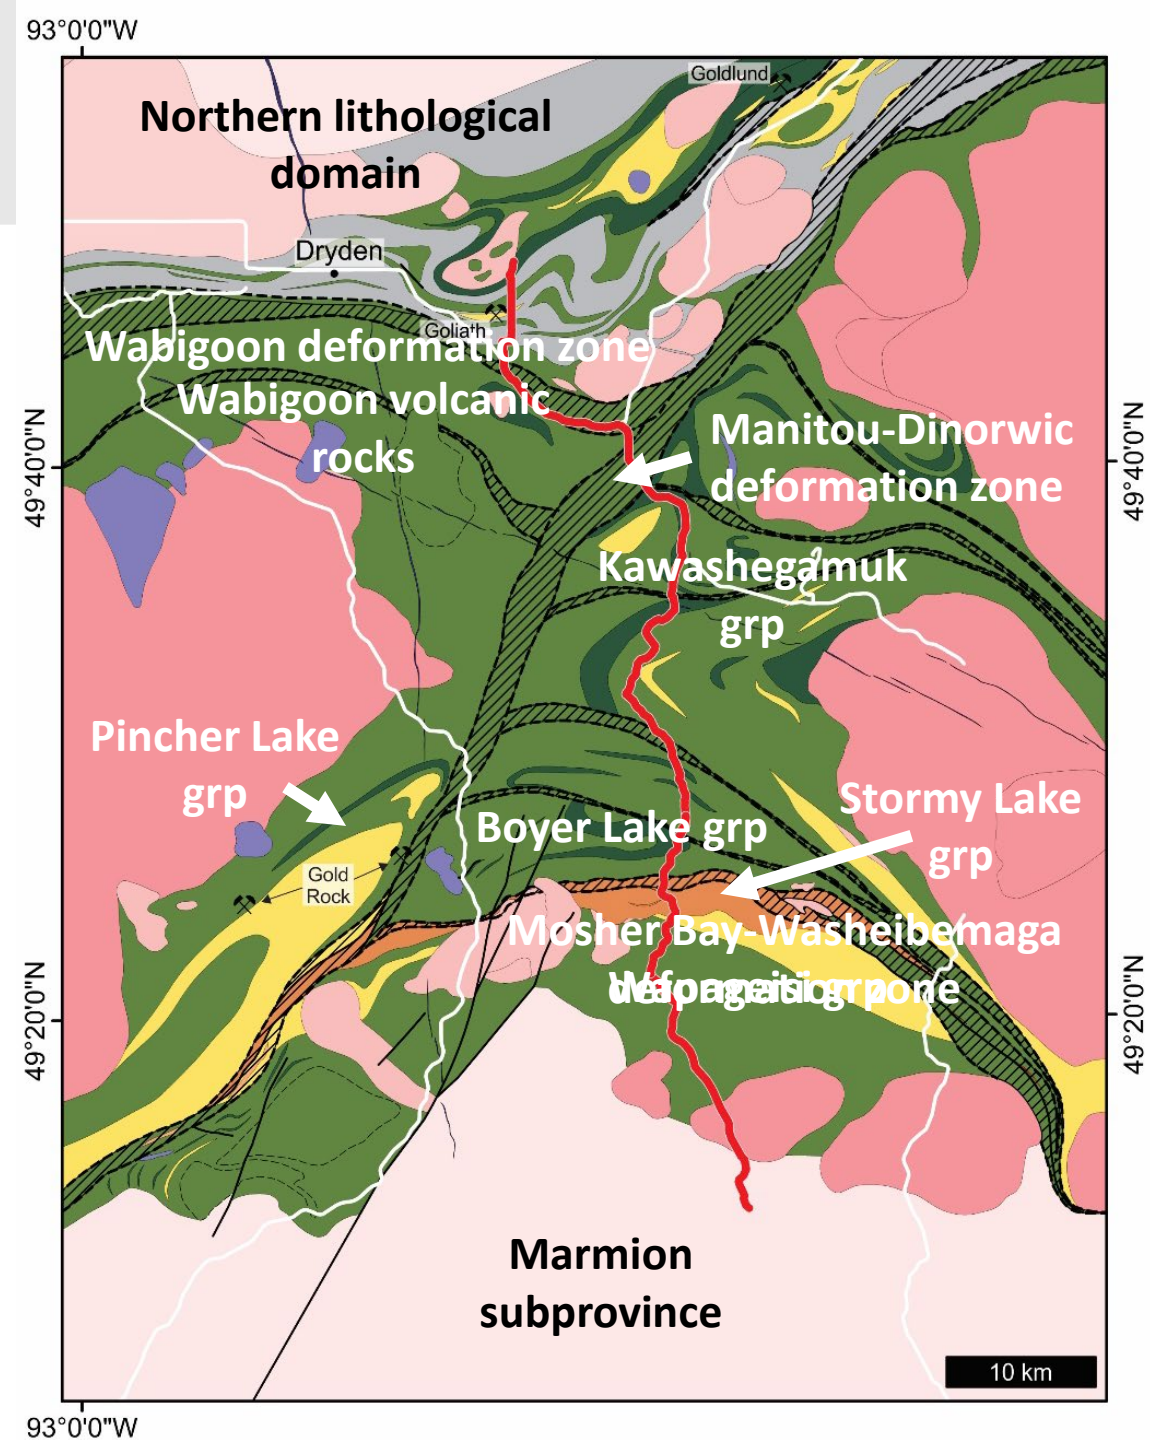 93°0'0"W
Goldlund
Northern lithological
domain
Dryden
Goliath
Wabigoon deformation zone
Wabigoon volcanic
rocks
Manitou-Dinorwic
deformation zone
49°40'0"N
49°40'0"N
Kawashegamuk
grp
Pincher Lake
grp
Stormy Lake
grp
Boyer Lake grp
Gold
Rock
Mosher Bay-Washeibemaga
deformation zone
49°20'0"N
49°20'0"N
Marmion
subprovince
10 km
93°0'0"W